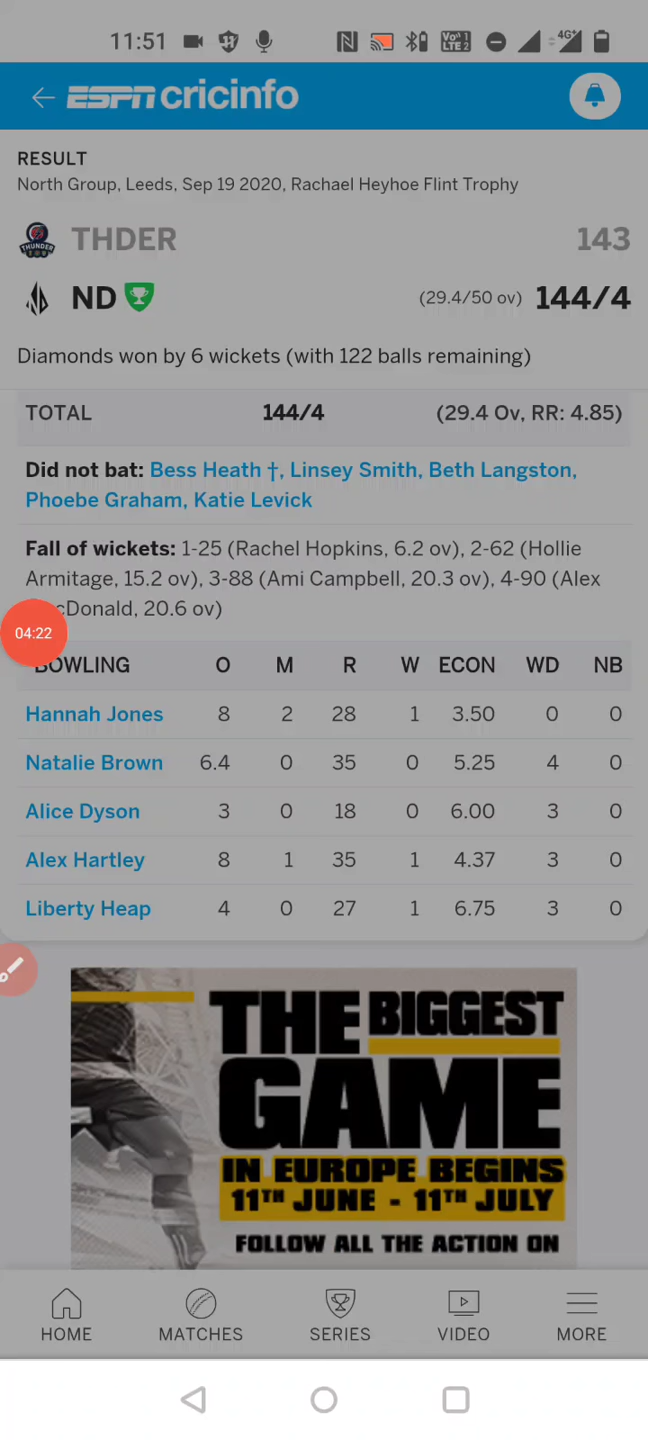 11:51
VoD 1 LTE 2
4G+
ESPN cricinfo
RESULT
North Group, Leeds, Sep 19 2020, Rachael Heyhoe Flint Trophy
THUNDER
THDER 143
ND (29.4/50 ov) 144/4
Diamonds won by 6 wickets (with 122 balls remaining)
TOTAL 144/4 (29.4 Ov, RR: 4.85)
Did not bat: Bess Heath †, Linsey Smith, Beth Langston,
Phoebe Graham, Katie Levick
Fall of wickets: 1-25 (Rachel Hopkins, 6.2 ov), 2-62 (Hollie
Armitage, 15.2 ov), 3-88 (Ami Campbell, 20.3 ov), 4-90 (Alex
cDonald, 20.6 ov)
04:22
BOWLING O M R W ECON WD NB
Hannah Jones 8 2 28 1 3.50 0 0
Natalie Brown 6.4 0 35 0 5.25 4 0
Alice Dyson 3 0 18 0 6.00 3 0
Alex Hartley 8 1 35 1 4.37 3 0
Liberty Heap 4 0 27 1 6.75 3 0
THE BIGGEST
GAME
IN EUROPE BEGINS
11TH JUNE - 11TH JULY
FOLLOW ALL THE ACTION ON
HOME MATCHES SERIES VIDEO MORE